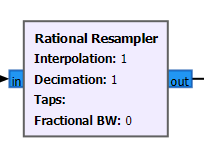 Rational Resampler
Interpolation: 1
in
Decimation: 1
out
Taps:
Fractional BW: 0